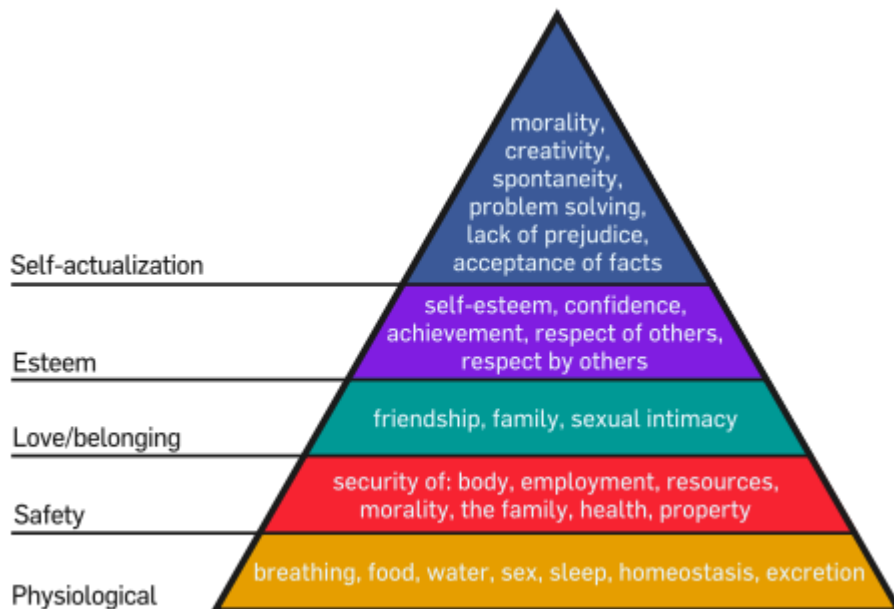 morality,
creativity,
spontaneity,
problem solving,
lack of prejudice,
acceptance of facts
Self-actualization
self-esteem, confidence,
achievement, respect of others,
respect by others
Esteem
friendship, family, sexual intimacy
Love/belonging
security of: body, employment, resources,
morality, the family, health, property
Safety
breathing, food, water, sex, sleep, homeostasis, excretion
Physiological